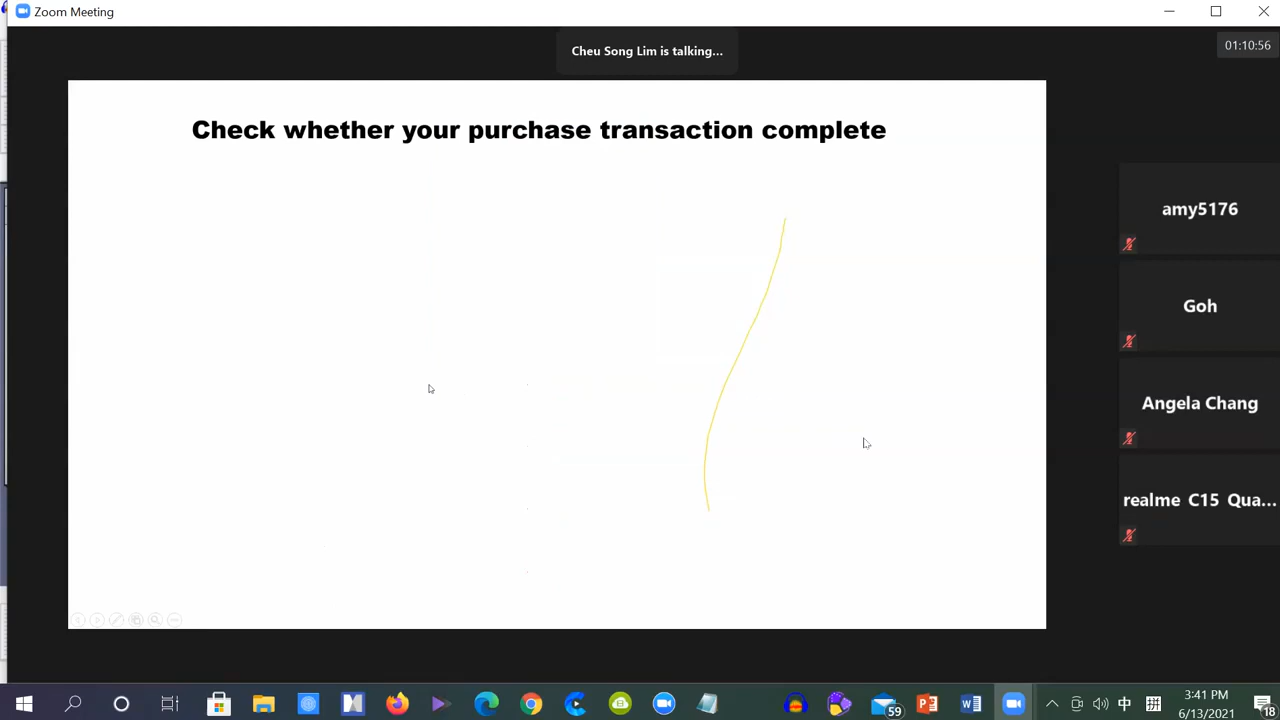 Zoom Meeting
Cheu Song Lim is talking...
01:10:56
Check whether your purchase transaction complete
amy5176
Goh
Angela Chang
realme C15 Qua...
59
中
拼
3:41 PM
6/13/2021
18